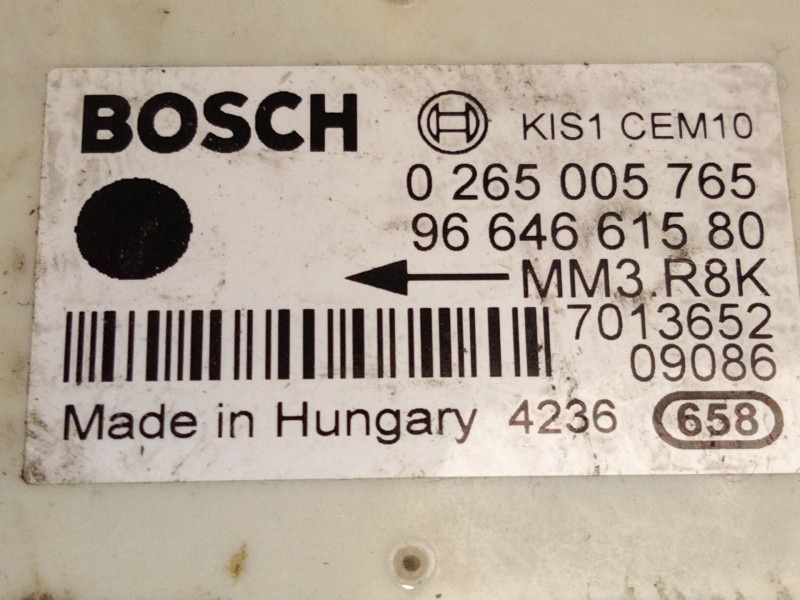 BOSCH KIS1 CEM10
0 265 005 765
96 646 615 80
MM3.R8K
7013652
09086
Made in Hungary 4236 658